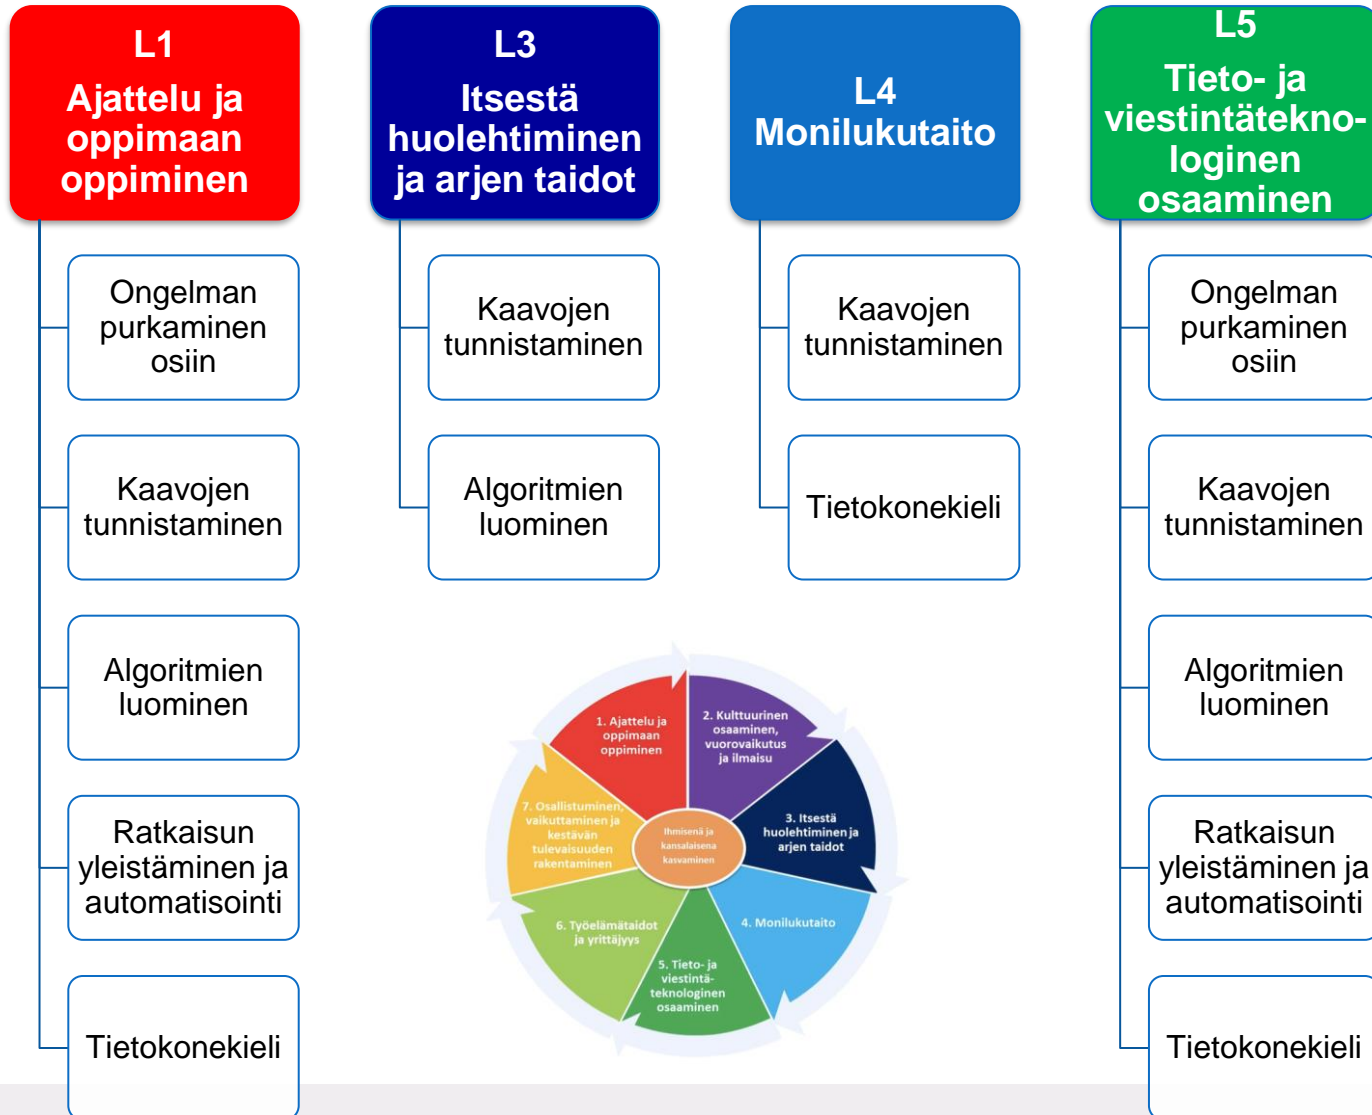 L1
Ajattelu ja
oppimaan
oppiminen
Ongelman
purkaminen
osiin
Kaavojen
tunnistaminen
Algoritmien
luominen
Ratkaisun
yleistäminen ja
automatisointi
Tietokonekieli
L3
Itsestä
huolehtiminen
ja arjen taidot
Kaavojen
tunnistaminen
Algoritmien
luominen
L4
Monilukutaito
Kaavojen
tunnistaminen
Tietokonekieli
L5
Tieto- ja
viestintätekno-
loginen
osaaminen
Ongelman
purkaminen
osiin
Kaavojen
tunnistaminen
Algoritmien
luominen
Ratkaisun
yleistäminen ja
automatisointi
Tietokonekieli
1. Ajattelu ja
oppimaan
oppiminen
2. Kulttuurinen
osaaminen,
vuorovaikutus
ja ilmaisu
3. Itsestä
huolehtiminen ja
arjen taidot
4. Monilukutaito
5. Tieto- ja
viestintä-
teknologinen
osaaminen
6. Työelämätaidot
ja yrittäjyys
7. Osallistuminen,
vaikuttaminen ja
kestävän
tulevaisuuden
rakentaminen
Ihmisenä ja
kansalaisena
kasvaminen